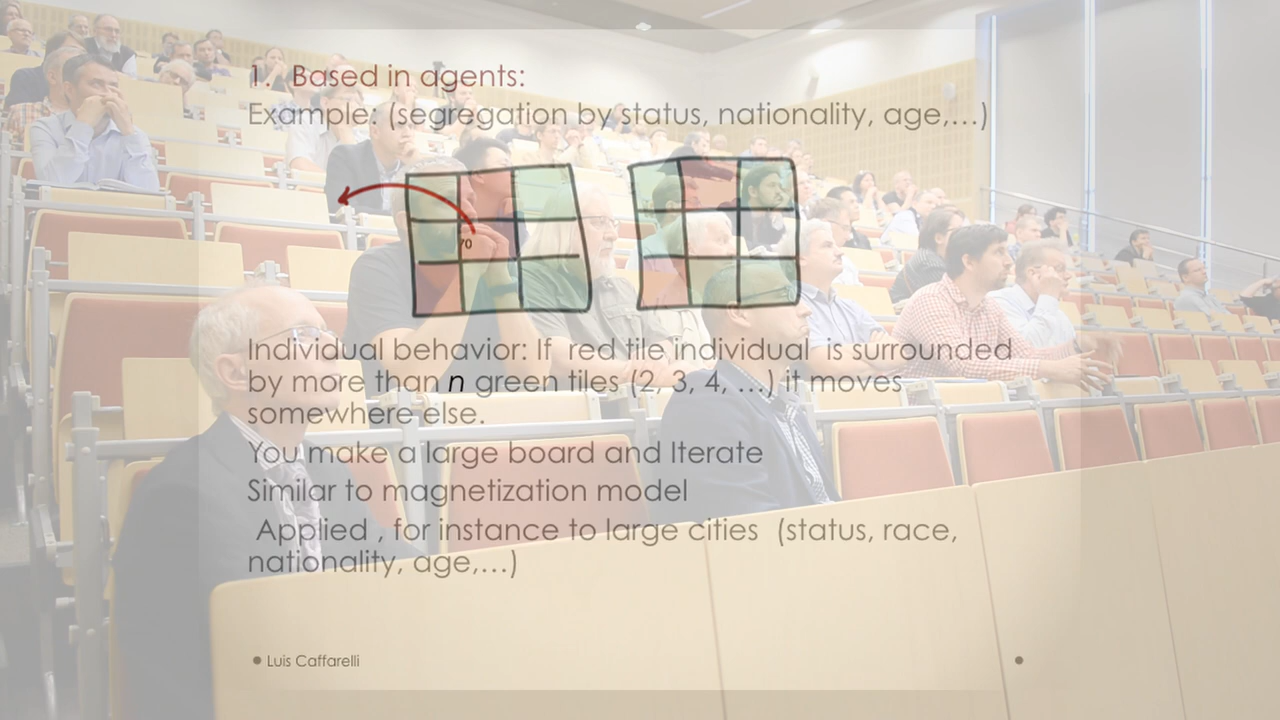 1. Based in agents:
Example: (segregation by status, nationality, age,…)
Individual behavior: If red tile individual is surrounded
by more than n green tiles (2, 3, 4, …) it moves
somewhere else.
You make a large board and Iterate
Similar to magnetization model
Applied , for instance to large cities (status, race,
nationality, age,…)
• Luis Caffarelli
•